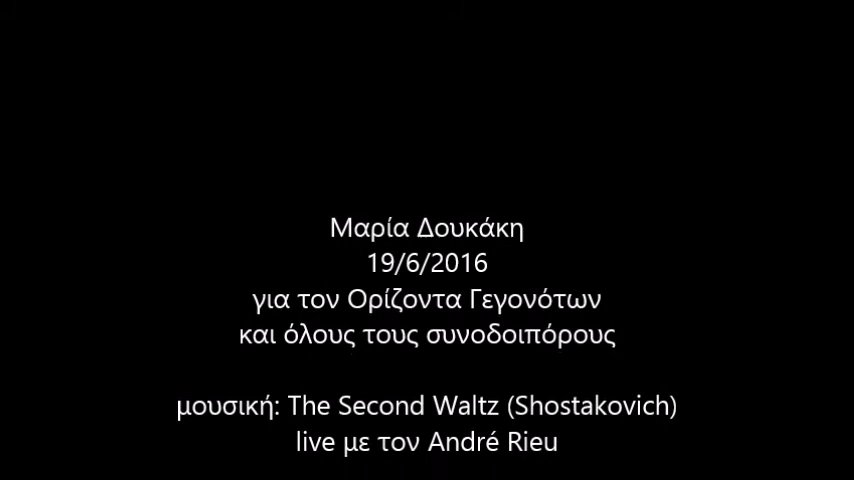 Μαρία Δουκάκη
19/6/2016
για τον Ορίζοντα Γεγονότων
και όλους τους συνοδοιπόρους
μουσική: The Second Waltz (Shostakovich)
live με τον André Rieu